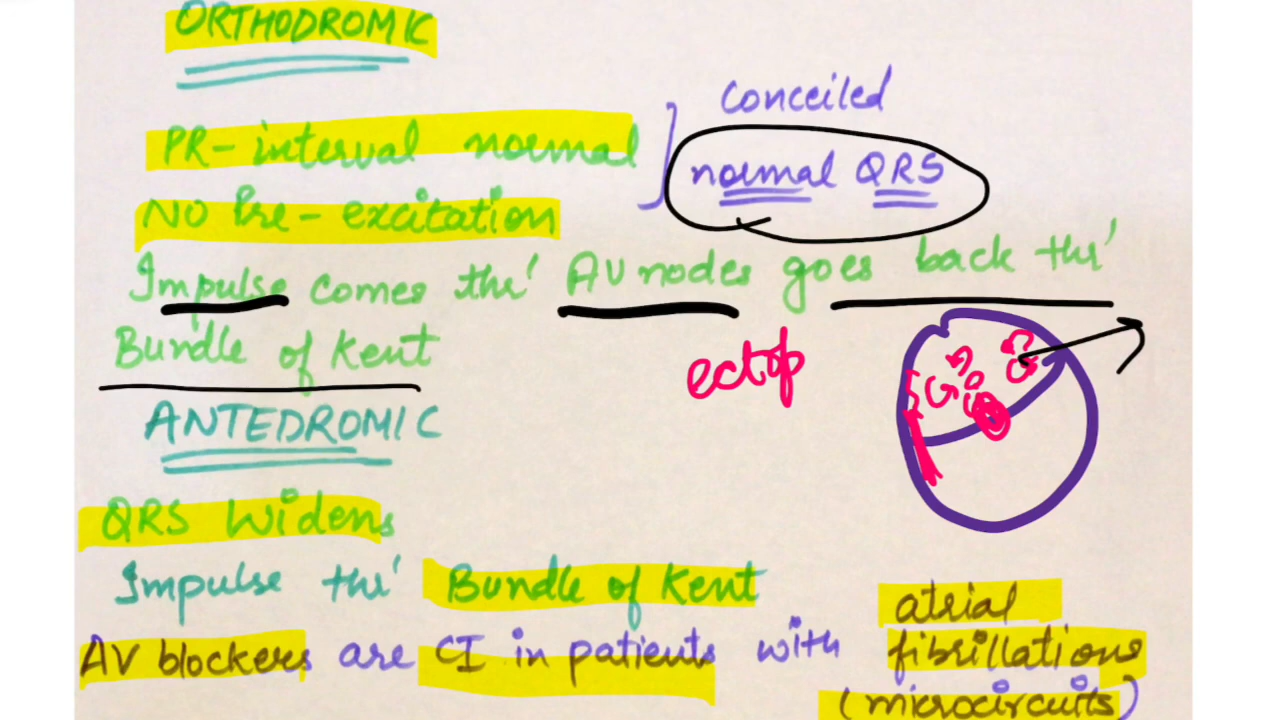 ORTHODROMIC
conceiled
PR-interval normal
normal QRS
NO Pre-excitation
Impulse comes thr' AV nodes goes back thr'
Bundle of Kent
ectop
ANTEDROMIC
QRS Widens
Impulse thr' Bundle of Kent
atrial
AV blockers are CI in patients with fibrillations
(microcircuits)